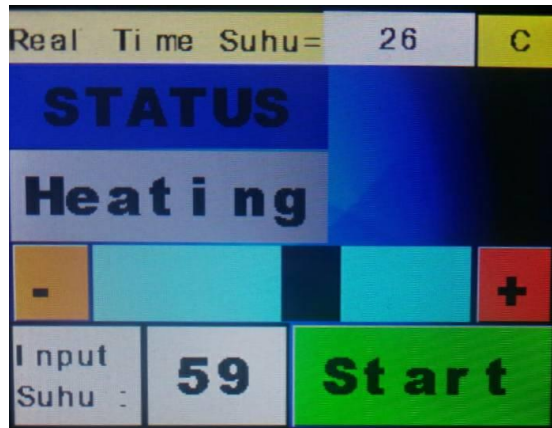 Real Time Suhu= 26 C
STATUS
Heating
- +
Input
Suhu : 59 Start